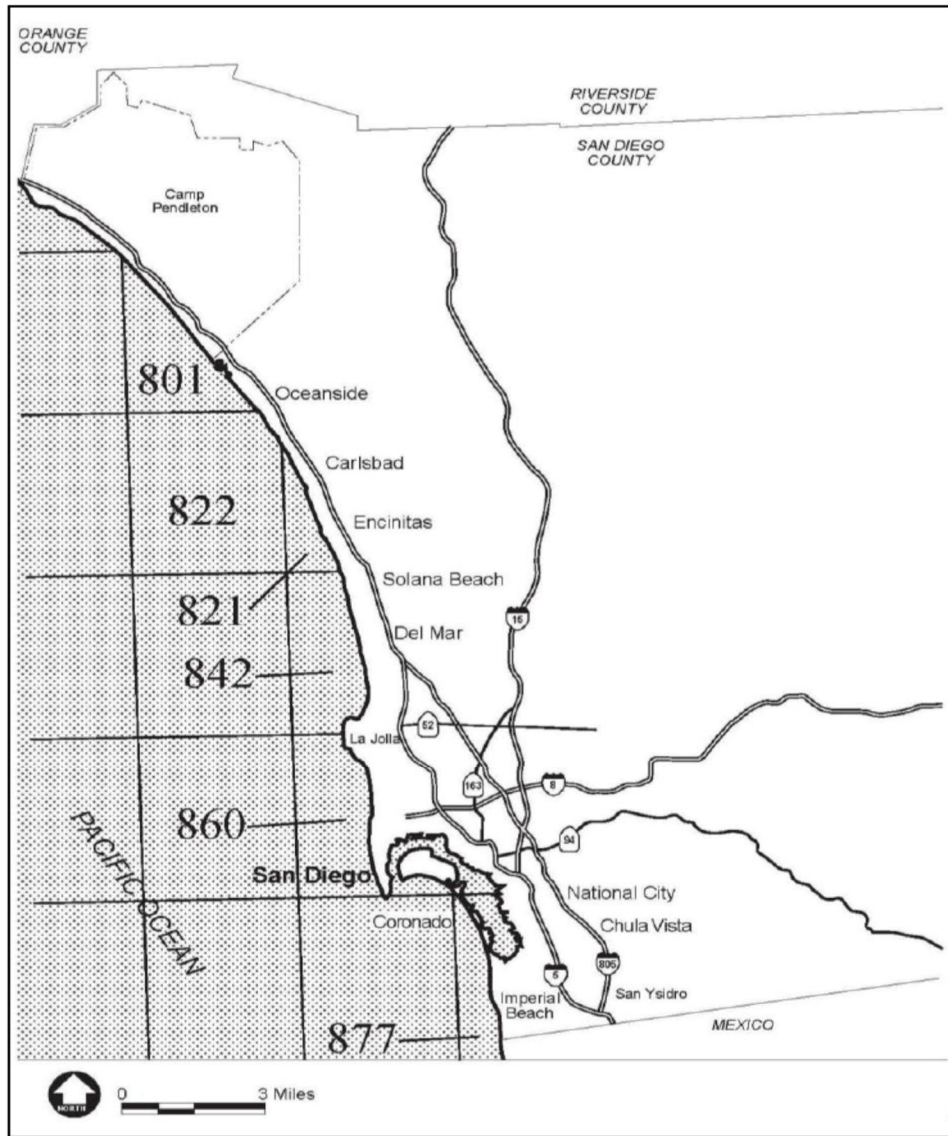 ORANGE
COUNTY
RIVERSIDE
COUNTY
SAN DIEGO
COUNTY
Camp
Pendleton
801
Oceanside
Carlsbad
822
Encinitas
Solana Beach
821
15
Del Mar
842
52
La Jolla
163
8
860
94
PACIFIC OCEAN
San Diego
National City
Coronado
Chula Vista
805
5
Imperial
Beach
San Ysidro
877
MEXICO
NORTH
0 3 Miles